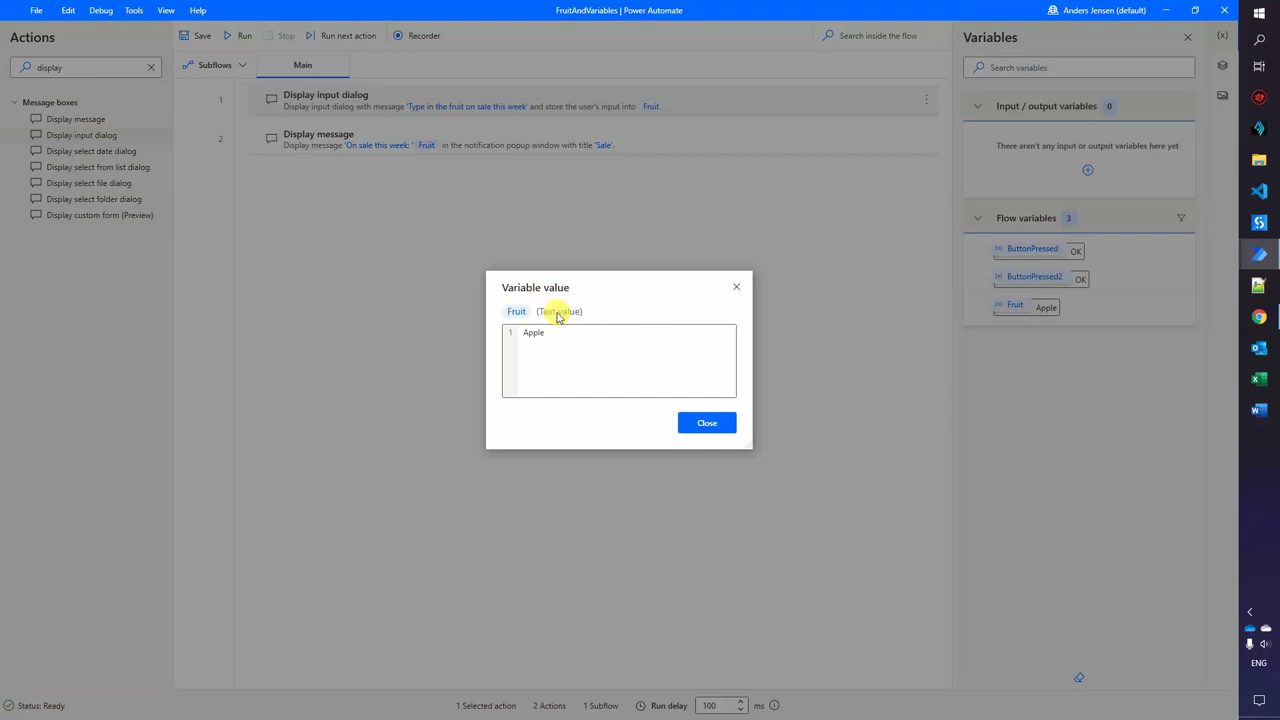 File Edit Debug Tools View Help
FruitAndVariables | Power Automate
Anders Jensen (default)
Actions
display
Message boxes
Display message
Display input dialog
Display select date dialog
Display select from list dialog
Display select file dialog
Display select folder dialog
Display custom form (Preview)
Save Run Stop Run next action Recorder
Search inside the flow
Subflows Main
1
Display input dialog
Display input dialog with message 'Type in the fruit on sale this week' and store the user's input into Fruit
2
Display message
Display message 'On sale this week: ' Fruit in the notification popup window with title 'Sale'.
Variable value
Fruit (Text value)
1 Apple
Close
Variables
{x}
Search variables
Input / output variables 0
There aren't any input or output variables here yet
Flow variables 3
{x} ButtonPressed OK
{x} ButtonPressed2 OK
{x} Fruit Apple
Status: Ready
1 Selected action 2 Actions 1 Subflow Run delay 100 ms
ENG